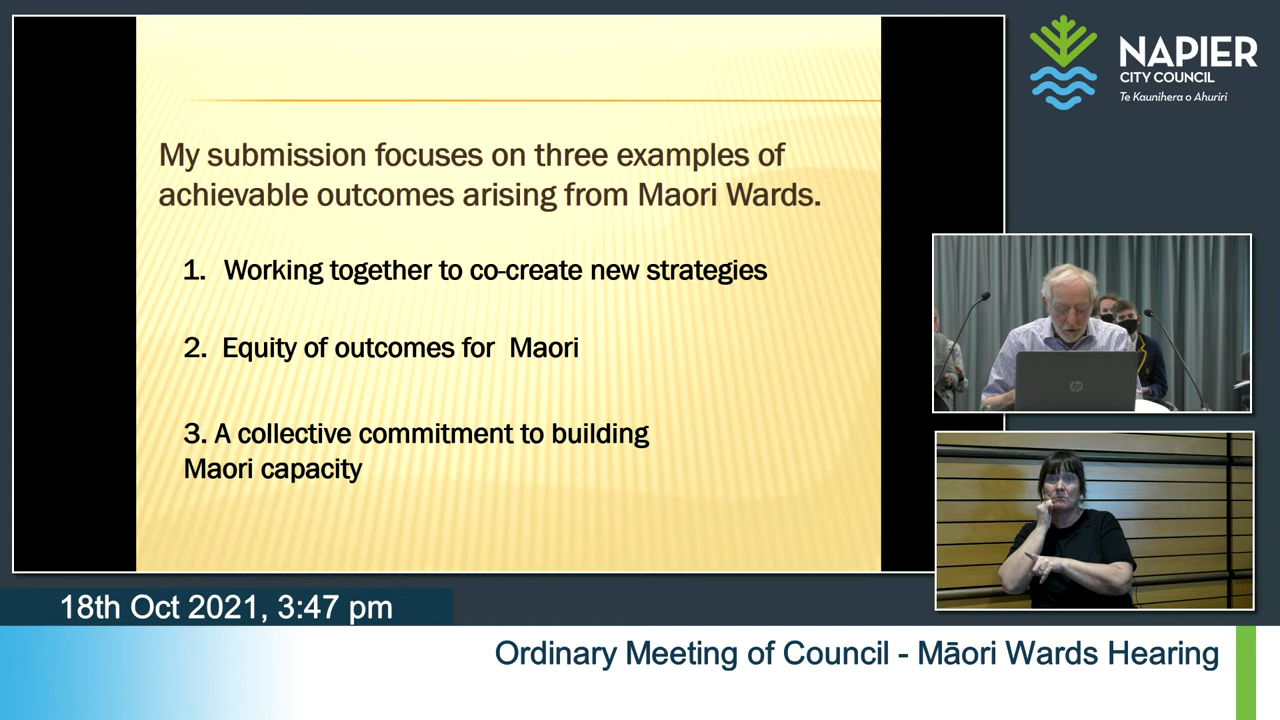 My submission focuses on three examples of
achievable outcomes arising from Maori Wards.
1. Working together to co-create new strategies
2. Equity of outcomes for Maori
3. A collective commitment to building
Maori capacity
NAPIER
CITY COUNCIL
Te Kaunihera o Ahuriri
hp
18th Oct 2021, 3:47 pm
Ordinary Meeting of Council - Māori Wards Hearing